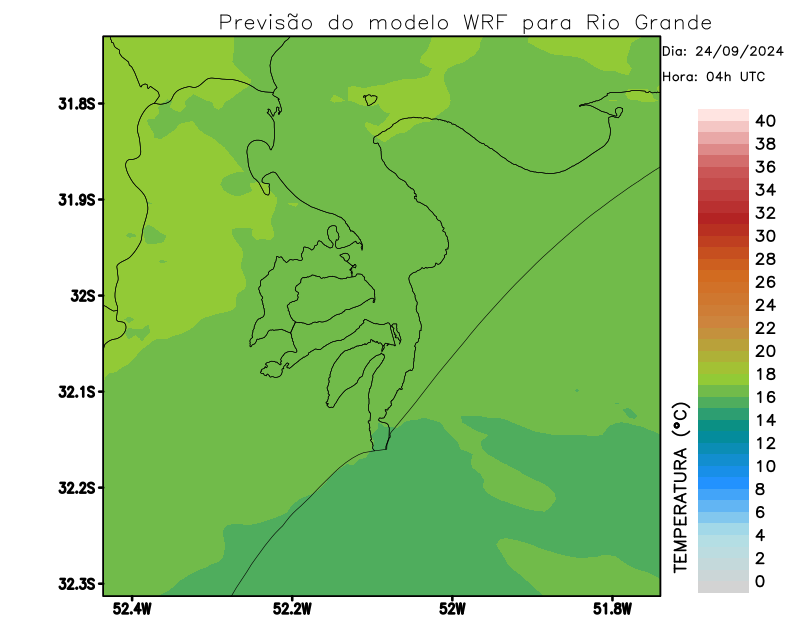 Previsão do modelo WRF para Rio Grande
Dia: 24/09/2024
Hora: 04h UTC
31.8S
31.9S
32S
32.1S
32.2S
32.3S
52.4W
52.2W
52W
51.8W
TEMPERATURA (°C)
40
38
36
34
32
30
28
26
24
22
20
18
16
14
12
10
8
6
4
2
0